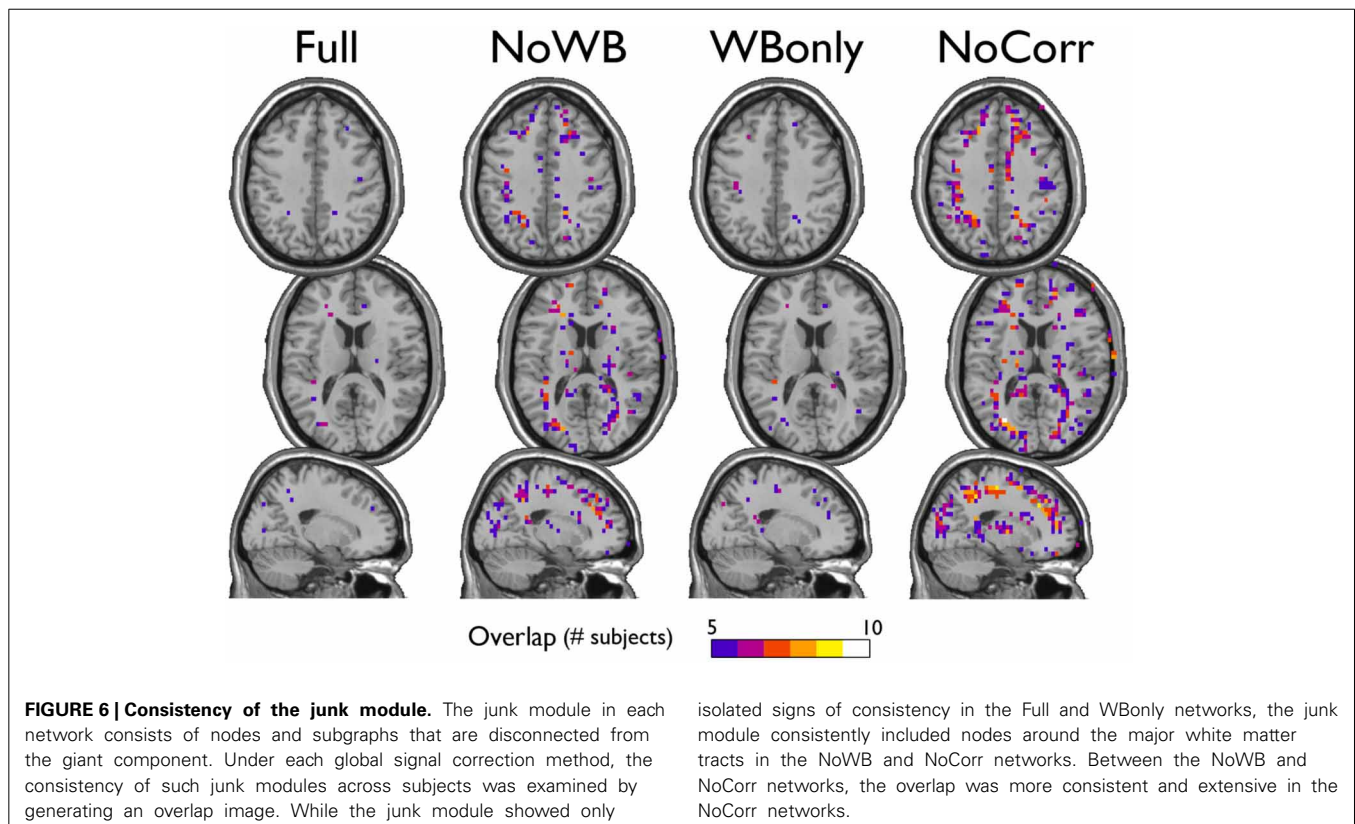 Full NoWB WBonly NoCorr
Overlap (# subjects)
5 10
FIGURE 6 | Consistency of the junk module. The junk module in each
network consists of nodes and subgraphs that are disconnected from
the giant component. Under each global signal correction method, the
consistency of such junk modules across subjects was examined by
generating an overlap image. While the junk module showed only
isolated signs of consistency in the Full and WBonly networks, the junk
module consistently included nodes around the major white matter
tracts in the NoWB and NoCorr networks. Between the NoWB and
NoCorr networks, the overlap was more consistent and extensive in the
NoCorr networks.